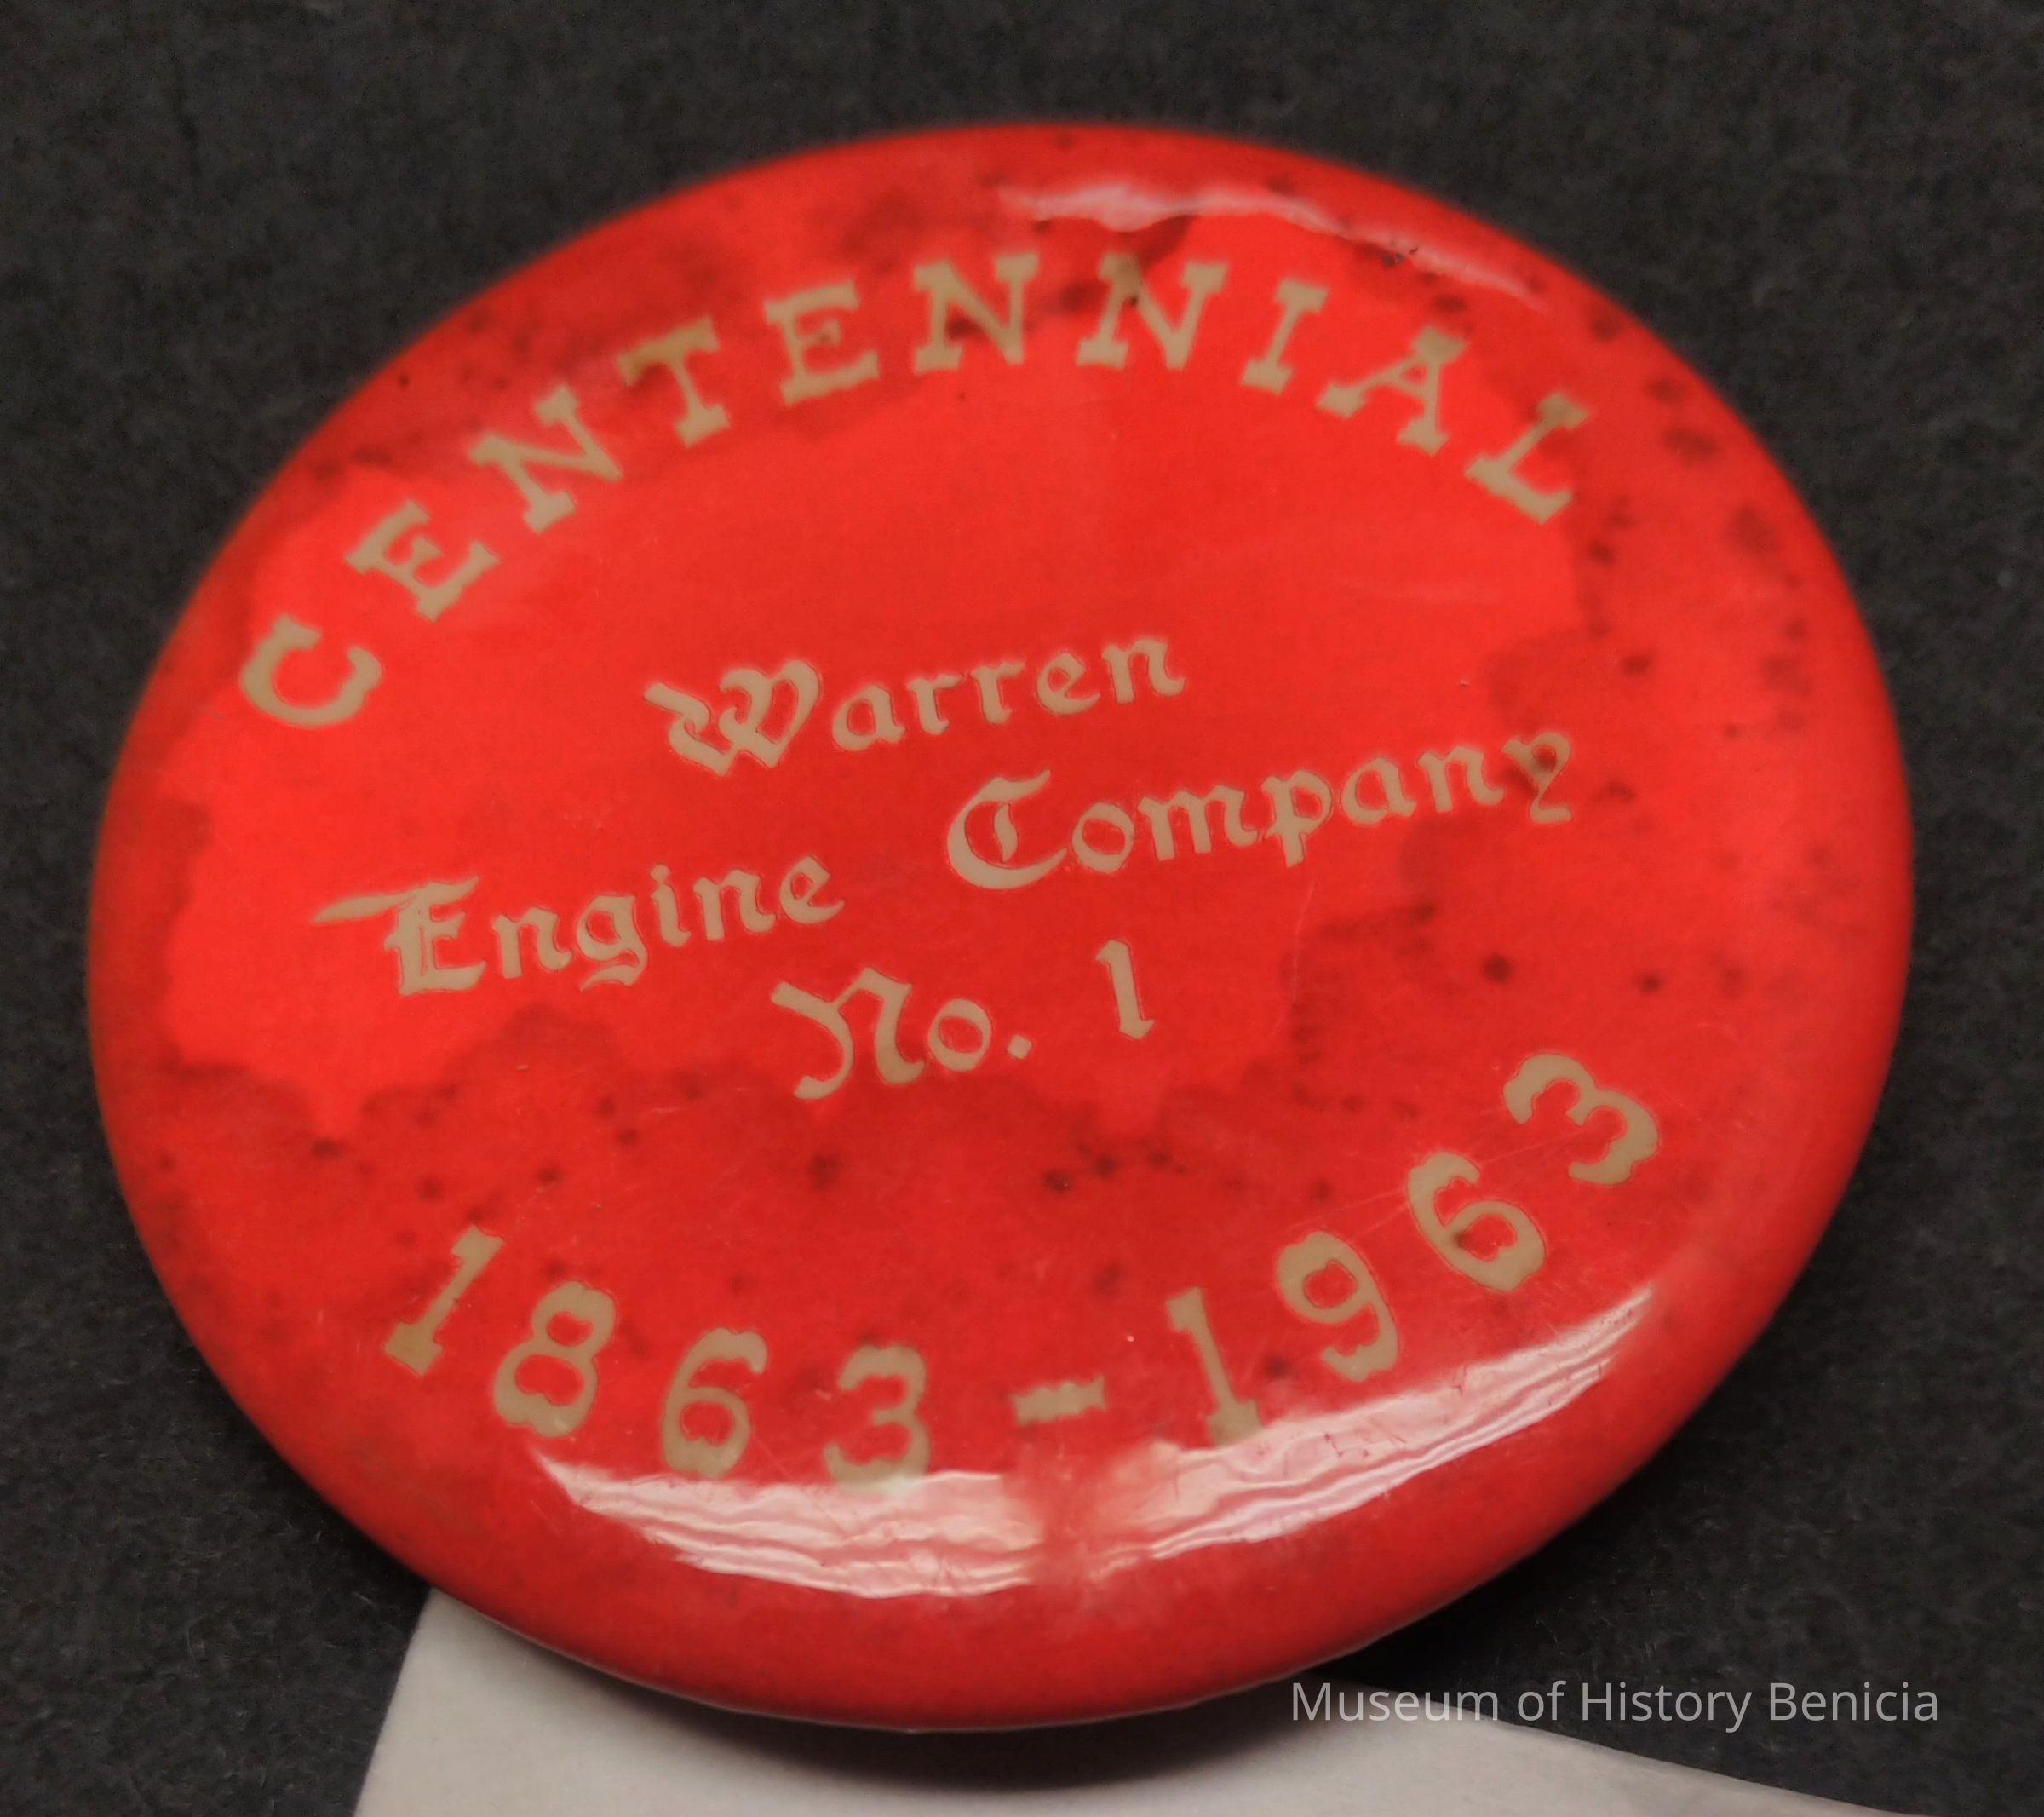 CENTENNIAL
Warren
Engine Company
No. 1
1863-1963
Museum of History Benicia